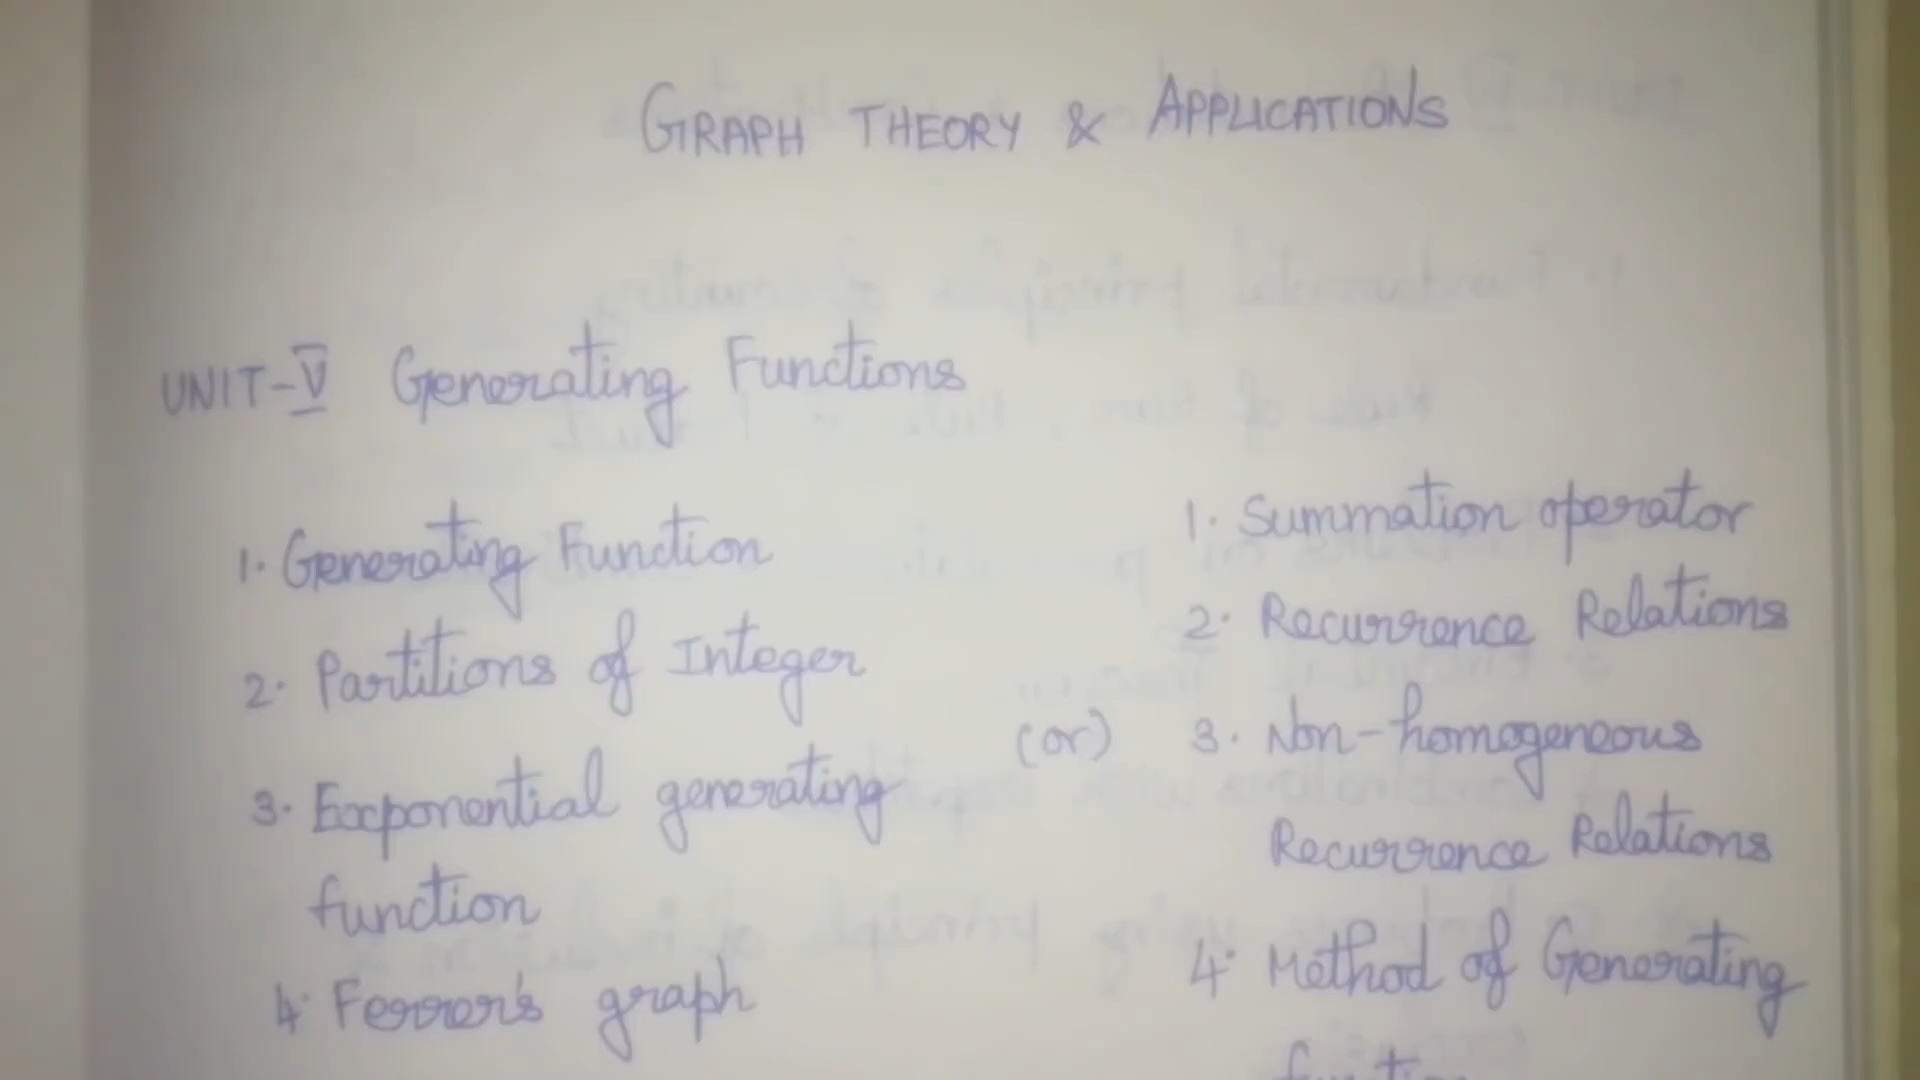 GRAPH THEORY & APPLICATIONS
UNIT-V Generating Functions
1. Generating Function
2. Partitions of Integer
3. Exponential generating
function
4. Ferrer's graph
(or)
1. Summation operator
2. Recurrence Relations
3. Non-homogeneous
Recurrence Relations
4. Method of Generating